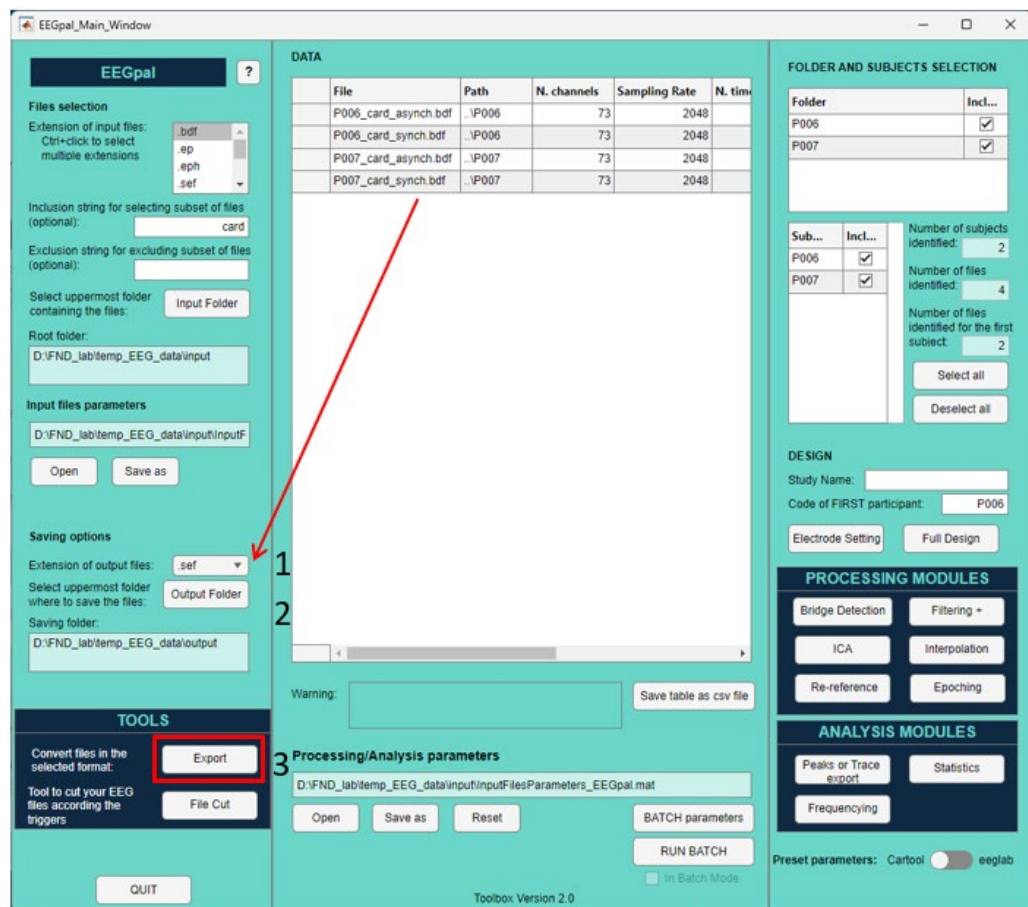 EEGpal_Main_Window
EEGpal
?
Files selection
Extension of input files:
Ctrl+click to select
multiple extensions
.bdf
.ep
.eph
.sef
Inclusion string for selecting subset of files
(optional):
card
Exclusion string for excluding subset of files
(optional):
Select uppermost folder
containing the files:
Input Folder
Root folder:
D:\FND_lab\temp_EEG_data\input
Input files parameters
D:\FND_lab\temp_EEG_data\input\InputF
Open Save as
Saving options
Extension of output files: .sef
1
Select uppermost folder
where to save the files:
Output Folder
2
Saving folder:
D:\FND_lab\temp_EEG_data\output
TOOLS
Convert files in the
selected format:
Export
3
Tool to cut your EEG
files according the
triggers
File Cut
QUIT
DATA
File Path N. channels Sampling Rate N. tim
P006_card_asynch.bdf ..\P006 73 2048
P006_card_synch.bdf ..\P006 73 2048
P007_card_asynch.bdf ..\P007 73 2048
P007_card_synch.bdf ..\P007 73 2048
Warning:
Save table as csv file
Processing/Analysis parameters
D:\FND_lab\temp_EEG_data\input\InputFilesParameters_EEGpal.mat
Open Save as Reset BATCH parameters
RUN BATCH
In Batch Mode
Toolbox Version 2.0
FOLDER AND SUBJECTS SELECTION
Folder Incl...
P006
P007
Sub... Incl...
P006
P007
Number of subjects
identified: 2
Number of files
identified: 4
Number of files
identified for the first
subject: 2
Select all
Deselect all
DESIGN
Study Name:
Code of FIRST participant: P006
Electrode Setting Full Design
PROCESSING MODULES
Bridge Detection Filtering +
ICA Interpolation
Re-reference Epoching
ANALYSIS MODULES
Peaks or Trace
export
Statistics
Frequencying
Preset parameters: Cartool eeglab